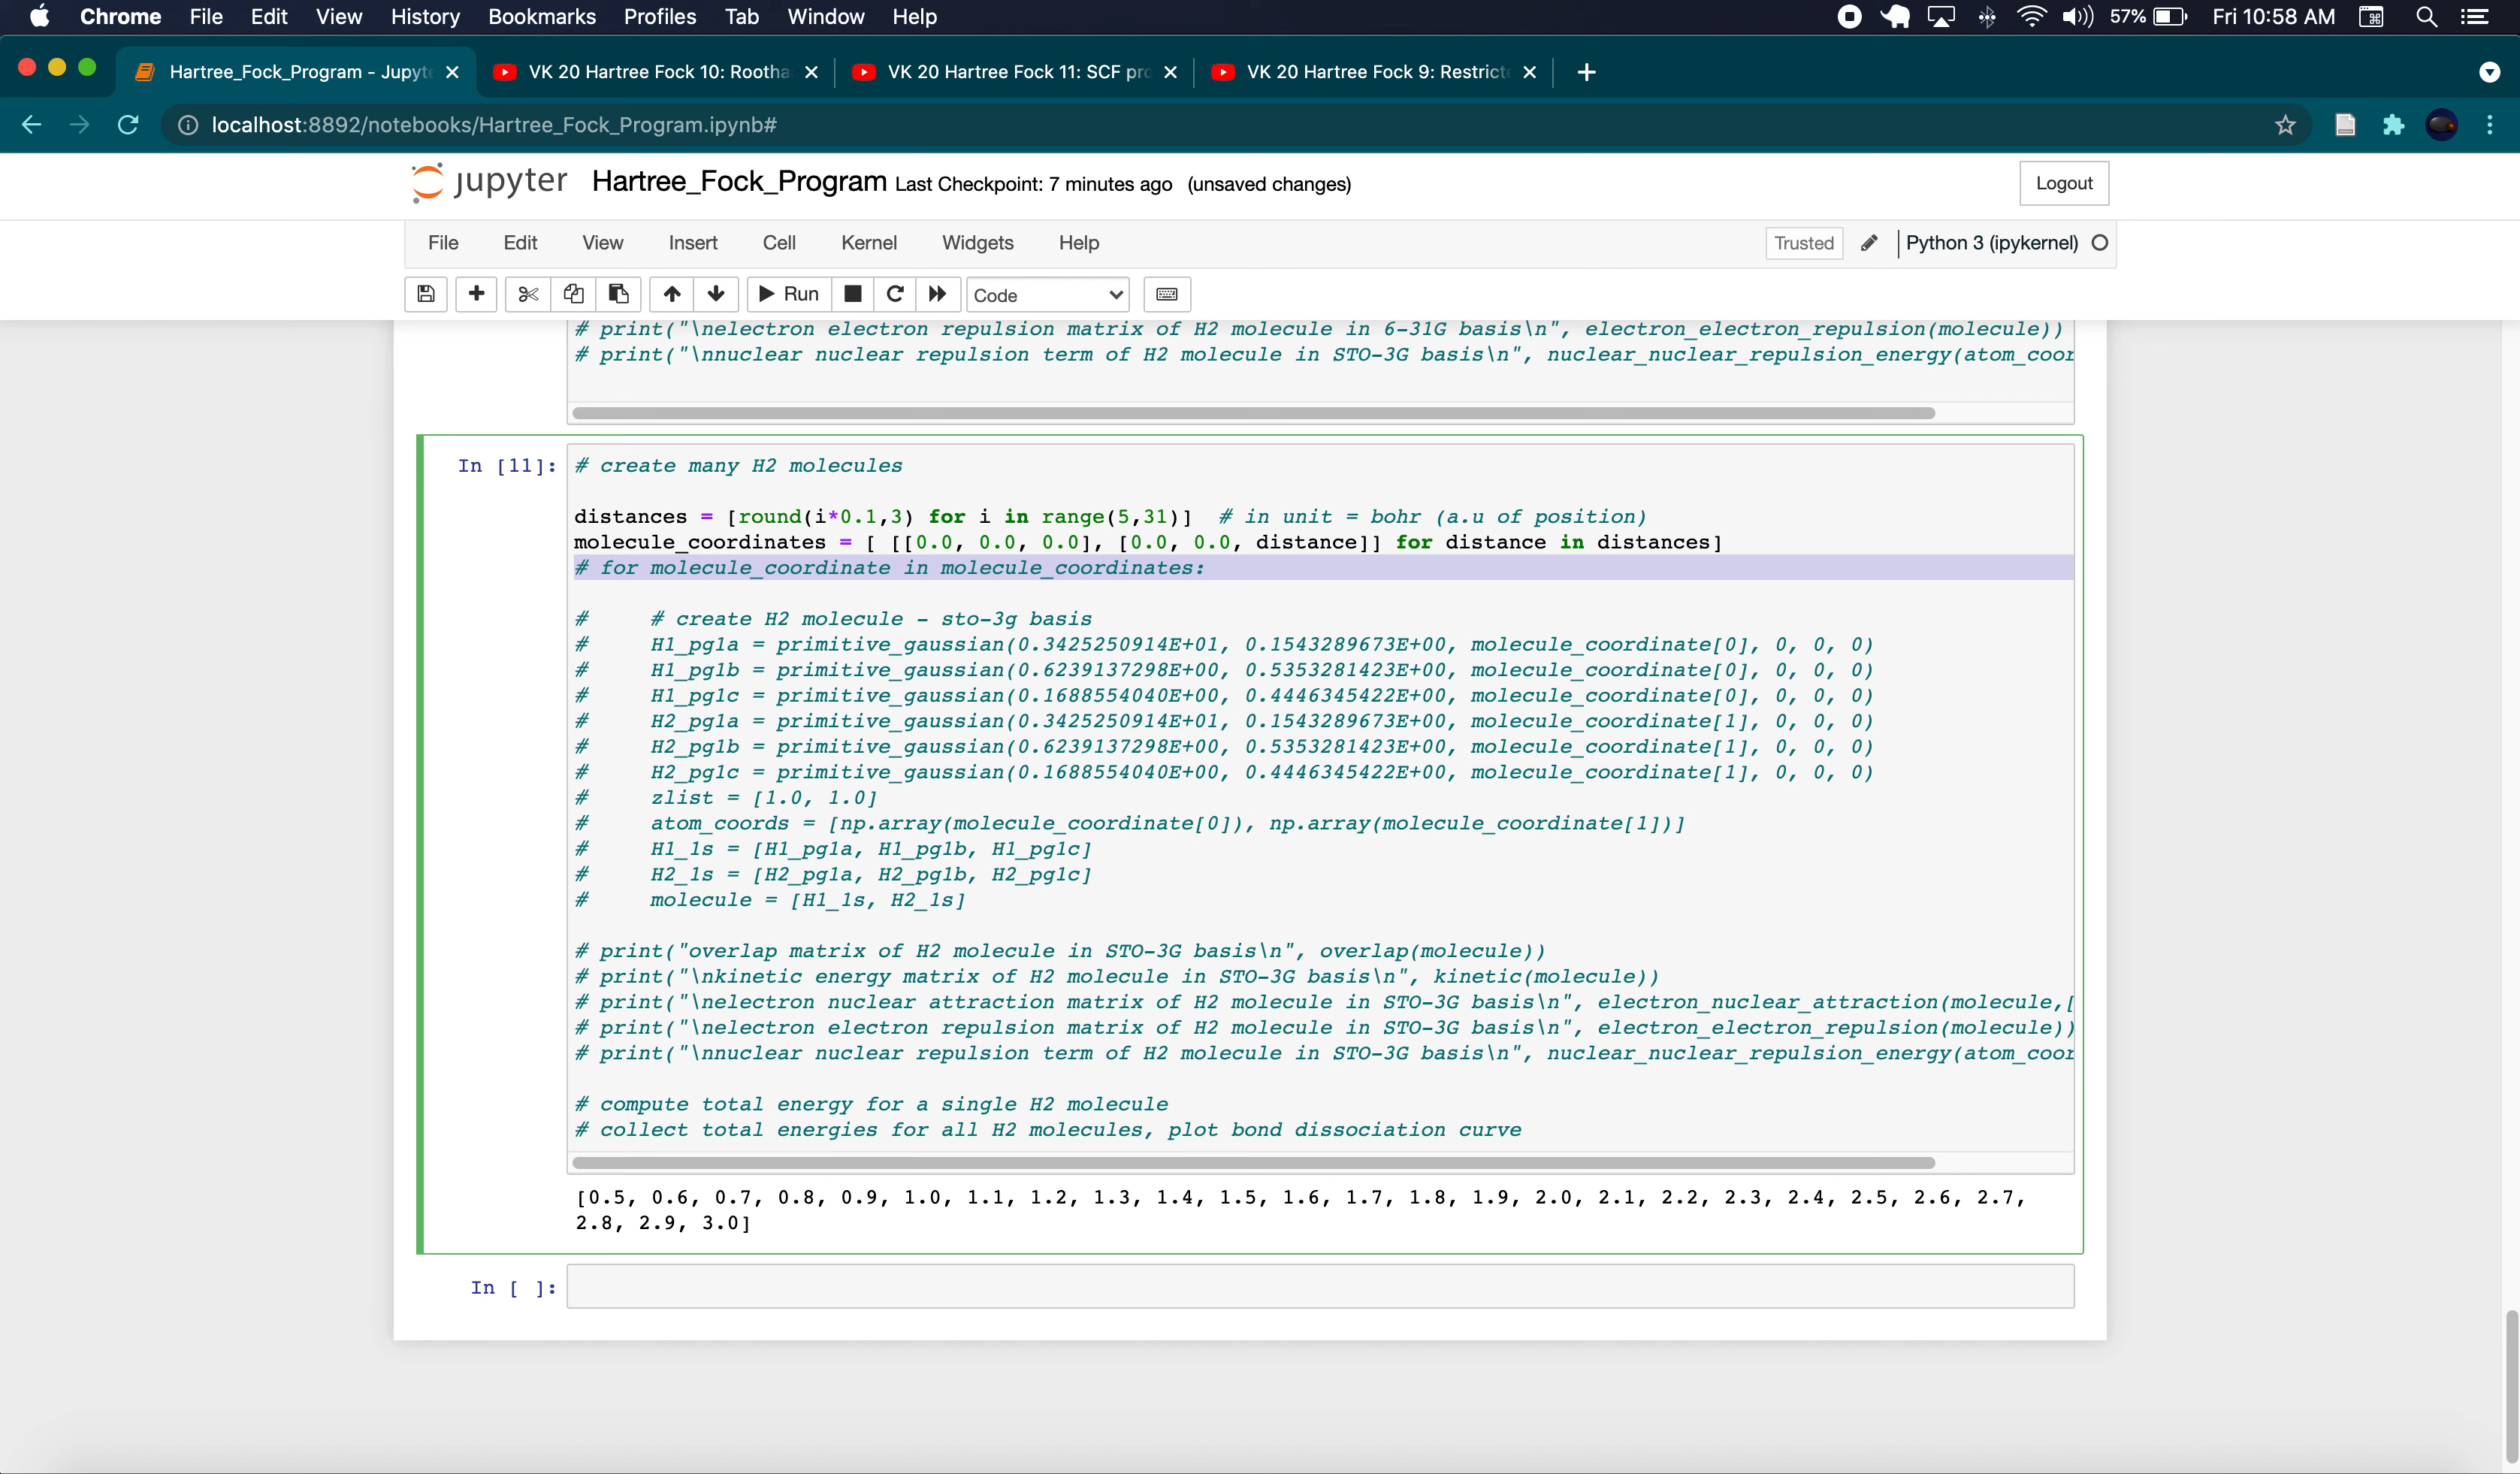 Chrome File Edit View History Bookmarks Profiles Tab Window Help 57% Fri 10:58 AM
Hartree_Fock_Program - Jupyte VK 20 Hartree Fock 10: Rootha VK 20 Hartree Fock 11: SCF pro VK 20 Hartree Fock 9: Restricte
localhost:8892/notebooks/Hartree_Fock_Program.ipynb#
jupyter Hartree_Fock_Program Last Checkpoint: 7 minutes ago (unsaved changes) Logout
File Edit View Insert Cell Kernel Widgets Help Trusted Python 3 (ipykernel)
Run Code
# print("\nelectron electron repulsion matrix of H2 molecule in 6-31G basis\n", electron_electron_repulsion(molecule))
# print("\nnuclear nuclear repulsion term of H2 molecule in STO-3G basis\n", nuclear_nuclear_repulsion_energy(atom_coor
In [11]: # create many H2 molecules
distances = [round(i*0.1,3) for i in range(5,31)] # in unit = bohr (a.u of position)
molecule_coordinates = [ [[0.0, 0.0, 0.0], [0.0, 0.0, distance]] for distance in distances]
# for molecule_coordinate in molecule_coordinates:
# # create H2 molecule - sto-3g basis
# H1_pg1a = primitive_gaussian(0.3425250914E+01, 0.1543289673E+00, molecule_coordinate[0], 0, 0, 0)
# H1_pg1b = primitive_gaussian(0.6239137298E+00, 0.5353281423E+00, molecule_coordinate[0], 0, 0, 0)
# H1_pg1c = primitive_gaussian(0.1688554040E+00, 0.4446345422E+00, molecule_coordinate[0], 0, 0, 0)
# H2_pg1a = primitive_gaussian(0.3425250914E+01, 0.1543289673E+00, molecule_coordinate[1], 0, 0, 0)
# H2_pg1b = primitive_gaussian(0.6239137298E+00, 0.5353281423E+00, molecule_coordinate[1], 0, 0, 0)
# H2_pg1c = primitive_gaussian(0.1688554040E+00, 0.4446345422E+00, molecule_coordinate[1], 0, 0, 0)
# zlist = [1.0, 1.0]
# atom_coords = [np.array(molecule_coordinate[0]), np.array(molecule_coordinate[1])]
# H1_1s = [H1_pg1a, H1_pg1b, H1_pg1c]
# H2_1s = [H2_pg1a, H2_pg1b, H2_pg1c]
# molecule = [H1_1s, H2_1s]
# print("overlap matrix of H2 molecule in STO-3G basis\n", overlap(molecule))
# print("\nkinetic energy matrix of H2 molecule in STO-3G basis\n", kinetic(molecule))
# print("\nelectron nuclear attraction matrix of H2 molecule in STO-3G basis\n", electron_nuclear_attraction(molecule,[
# print("\nelectron electron repulsion matrix of H2 molecule in STO-3G basis\n", electron_electron_repulsion(molecule))
# print("\nnuclear nuclear repulsion term of H2 molecule in STO-3G basis\n", nuclear_nuclear_repulsion_energy(atom_coor
# compute total energy for a single H2 molecule
# collect total energies for all H2 molecules, plot bond dissociation curve
[0.5, 0.6, 0.7, 0.8, 0.9, 1.0, 1.1, 1.2, 1.3, 1.4, 1.5, 1.6, 1.7, 1.8, 1.9, 2.0, 2.1, 2.2, 2.3, 2.4, 2.5, 2.6, 2.7,
2.8, 2.9, 3.0]
In [ ]: